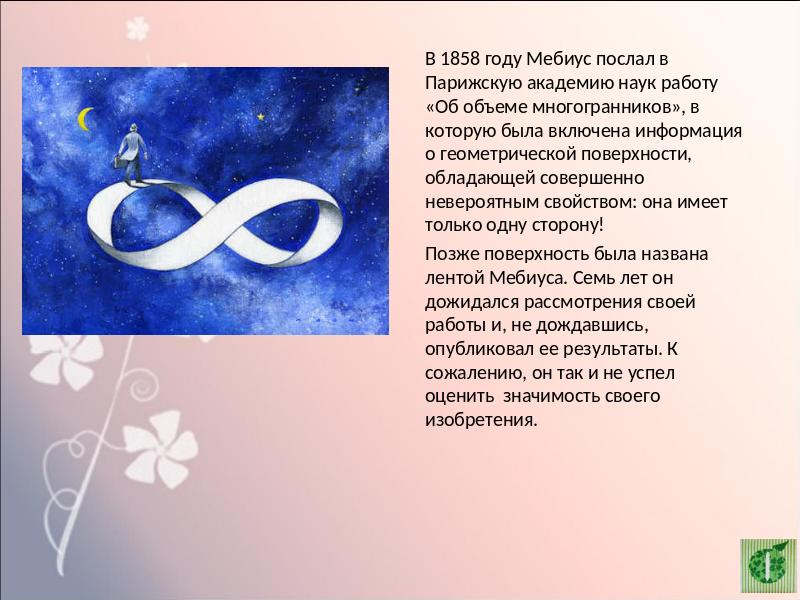 В 1858 году Мебиус послал в
Парижскую академию наук работу
«Об объеме многогранников», в
которую была включена информация
о геометрической поверхности,
обладающей совершенно
невероятным свойством: она имеет
только одну сторону!
Позже поверхность была названа
лентой Мебиуса. Семь лет он
дожидался рассмотрения своей
работы и, не дождавшись,
опубликовал ее результаты. К
сожалению, он так и не успел
оценить  значимость своего
изобретения.